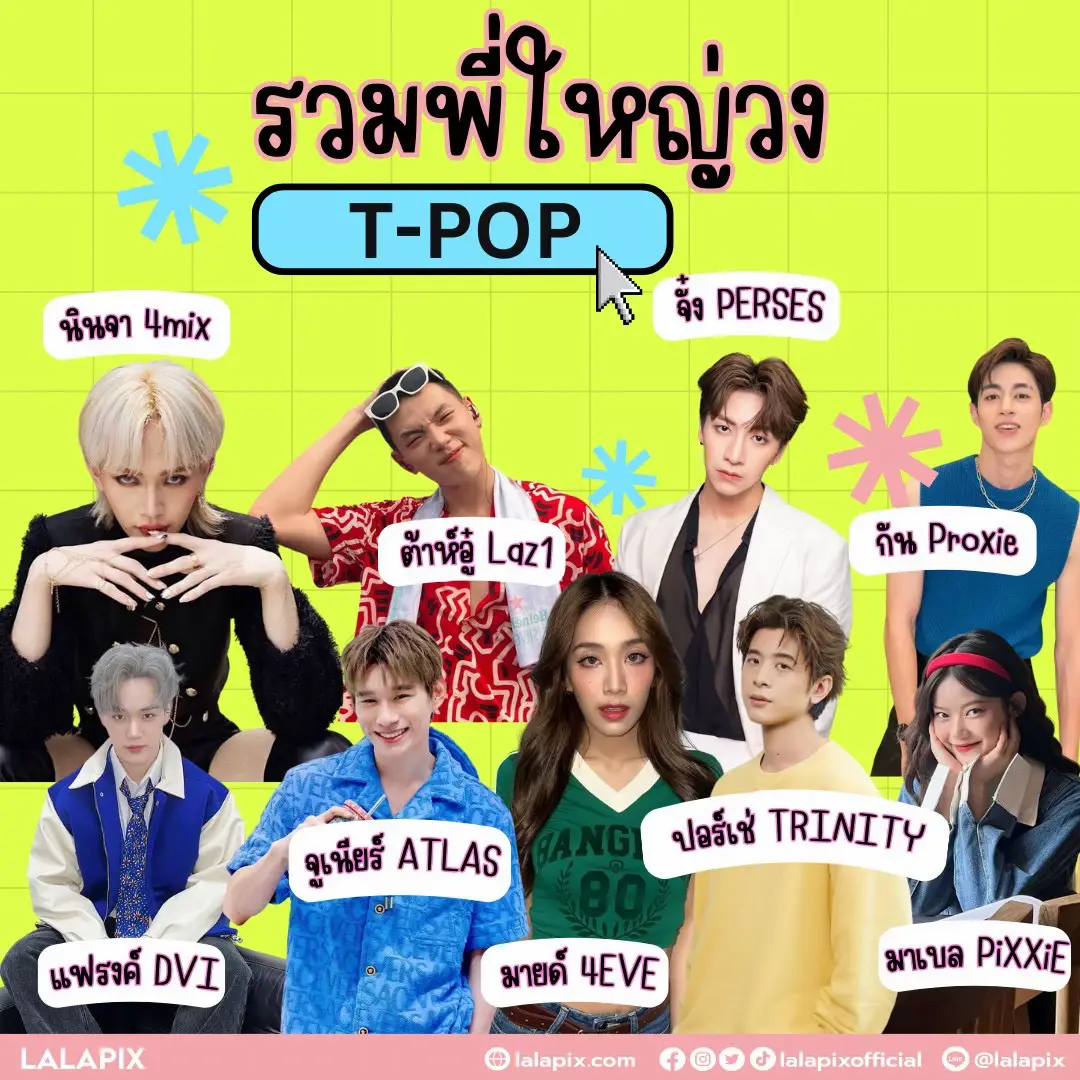 รวมพี่ใหญ่วง
T-POP
นินจา 4mix
จั๋ง PERSES
ต้าห์อู๋ Laz1
กัน Proxie
จูเนียร์ ATLAS
ปอร์เช่ TRINITY
แฟรงค์ DVI
มายด์ 4EVE
มาเบล PiXXiE
80
LALAPIX
lalapix.com
lalapixofficial
@lalapix